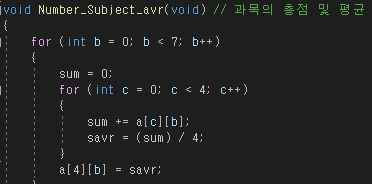 void Number_Subject_avr(void) // 과목의 총점 및 평균
{
    for (int b = 0; b < 7; b++)
    {
        sum = 0;
        for (int c = 0; c < 4; c++)
        {
            sum += a[c][b];
            savr = (sum) / 4;
        }
        a[4][b] = savr;